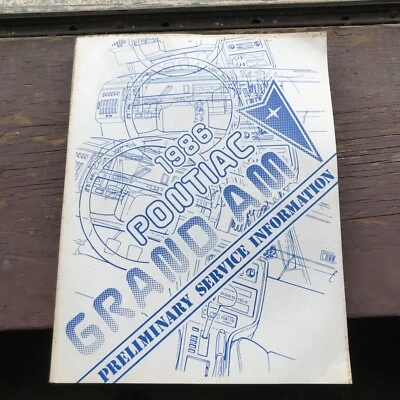 1986
PONTIAC
GRAND AM
PRELIMINARY SERVICE INFORMATION